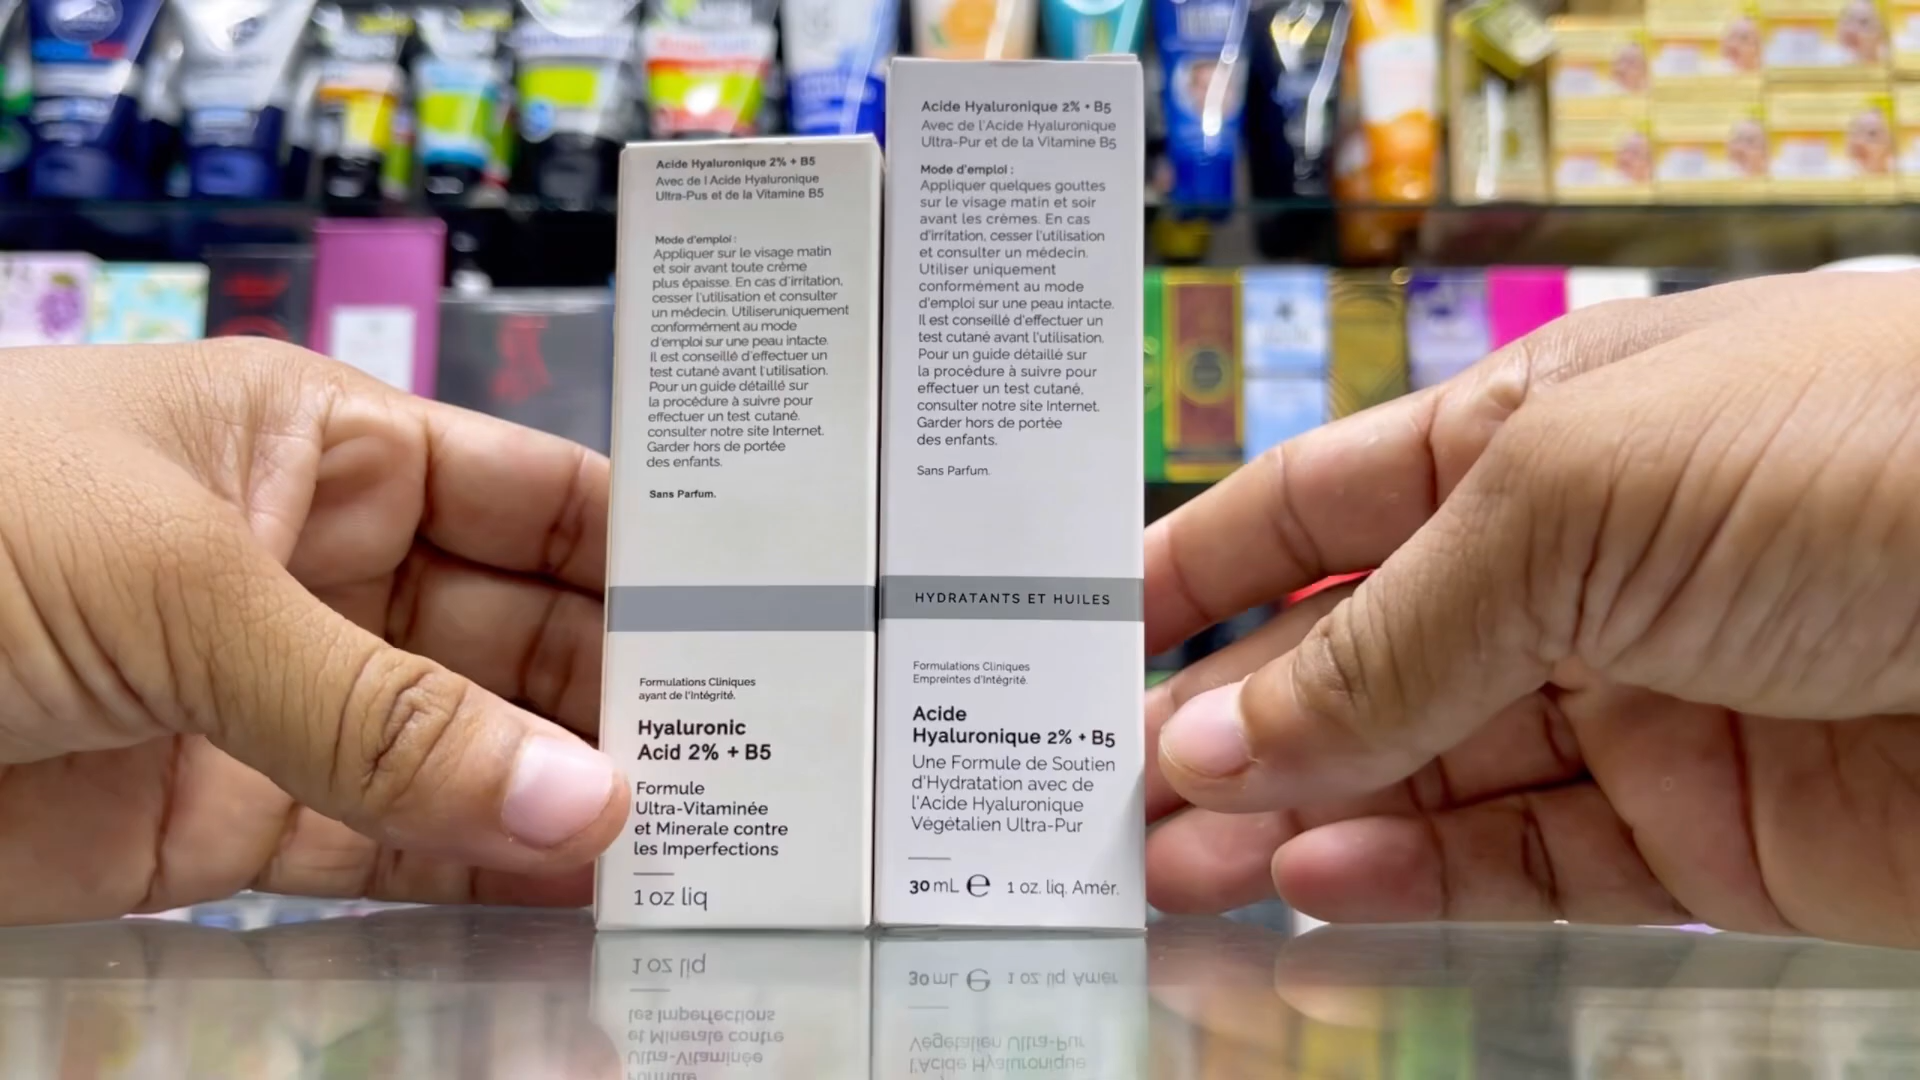 Acide Hyaluronique 2% + B5
Avec de l Acide Hyaluronique
Ultra-Pus et de la Vitamine B5
Mode d'emploi :
Appliquer sur le visage matin
et soir avant toute crème
plus épaisse. En cas d'irritation,
cesser l'utilisation et consulter
un médecin. Utiliseruniquement
conformément au mode
d'emploi sur une peau intacte.
Il est conseillé d'effectuer un
test cutané avant l'utilisation.
Pour un guide détaillé sur
la procédure à suivre pour
effectuer un test cutané.
consulter notre site Internet.
Garder hors de portée
des enfants.
Sans Parfum.
Formulations Cliniques
ayant de l'Intégrité.
Hyaluronic
Acid 2% + B5
Formule
Ultra-Vitaminée
et Minerale contre
les Imperfections
1 oz liq
Acide Hyaluronique 2% + B5
Avec de l'Acide Hyaluronique
Ultra-Pur et de la Vitamine B5
Mode d'emploi :
Appliquer quelques gouttes
sur le visage matin et soir
avant les crèmes. En cas
d'irritation, cesser l'utilisation
et consulter un médecin.
Utiliser uniquement
conformément au mode
d'emploi sur une peau intacte.
Il est conseillé d'effectuer un
test cutané avant l'utilisation.
Pour un guide détaillé sur
la procédure à suivre pour
effectuer un test cutané,
consulter notre site Internet.
Garder hors de portée
des enfants.
Sans Parfum.
HYDRATANTS ET HUILES
Formulations Cliniques
Empreintes d'Intégrité.
Acide
Hyaluronique 2% + B5
Une Formule de Soutien
d'Hydratation avec de
l'Acide Hyaluronique
Végétalien Ultra-Pur
30 mL ℮ 1 oz. liq. Amér.